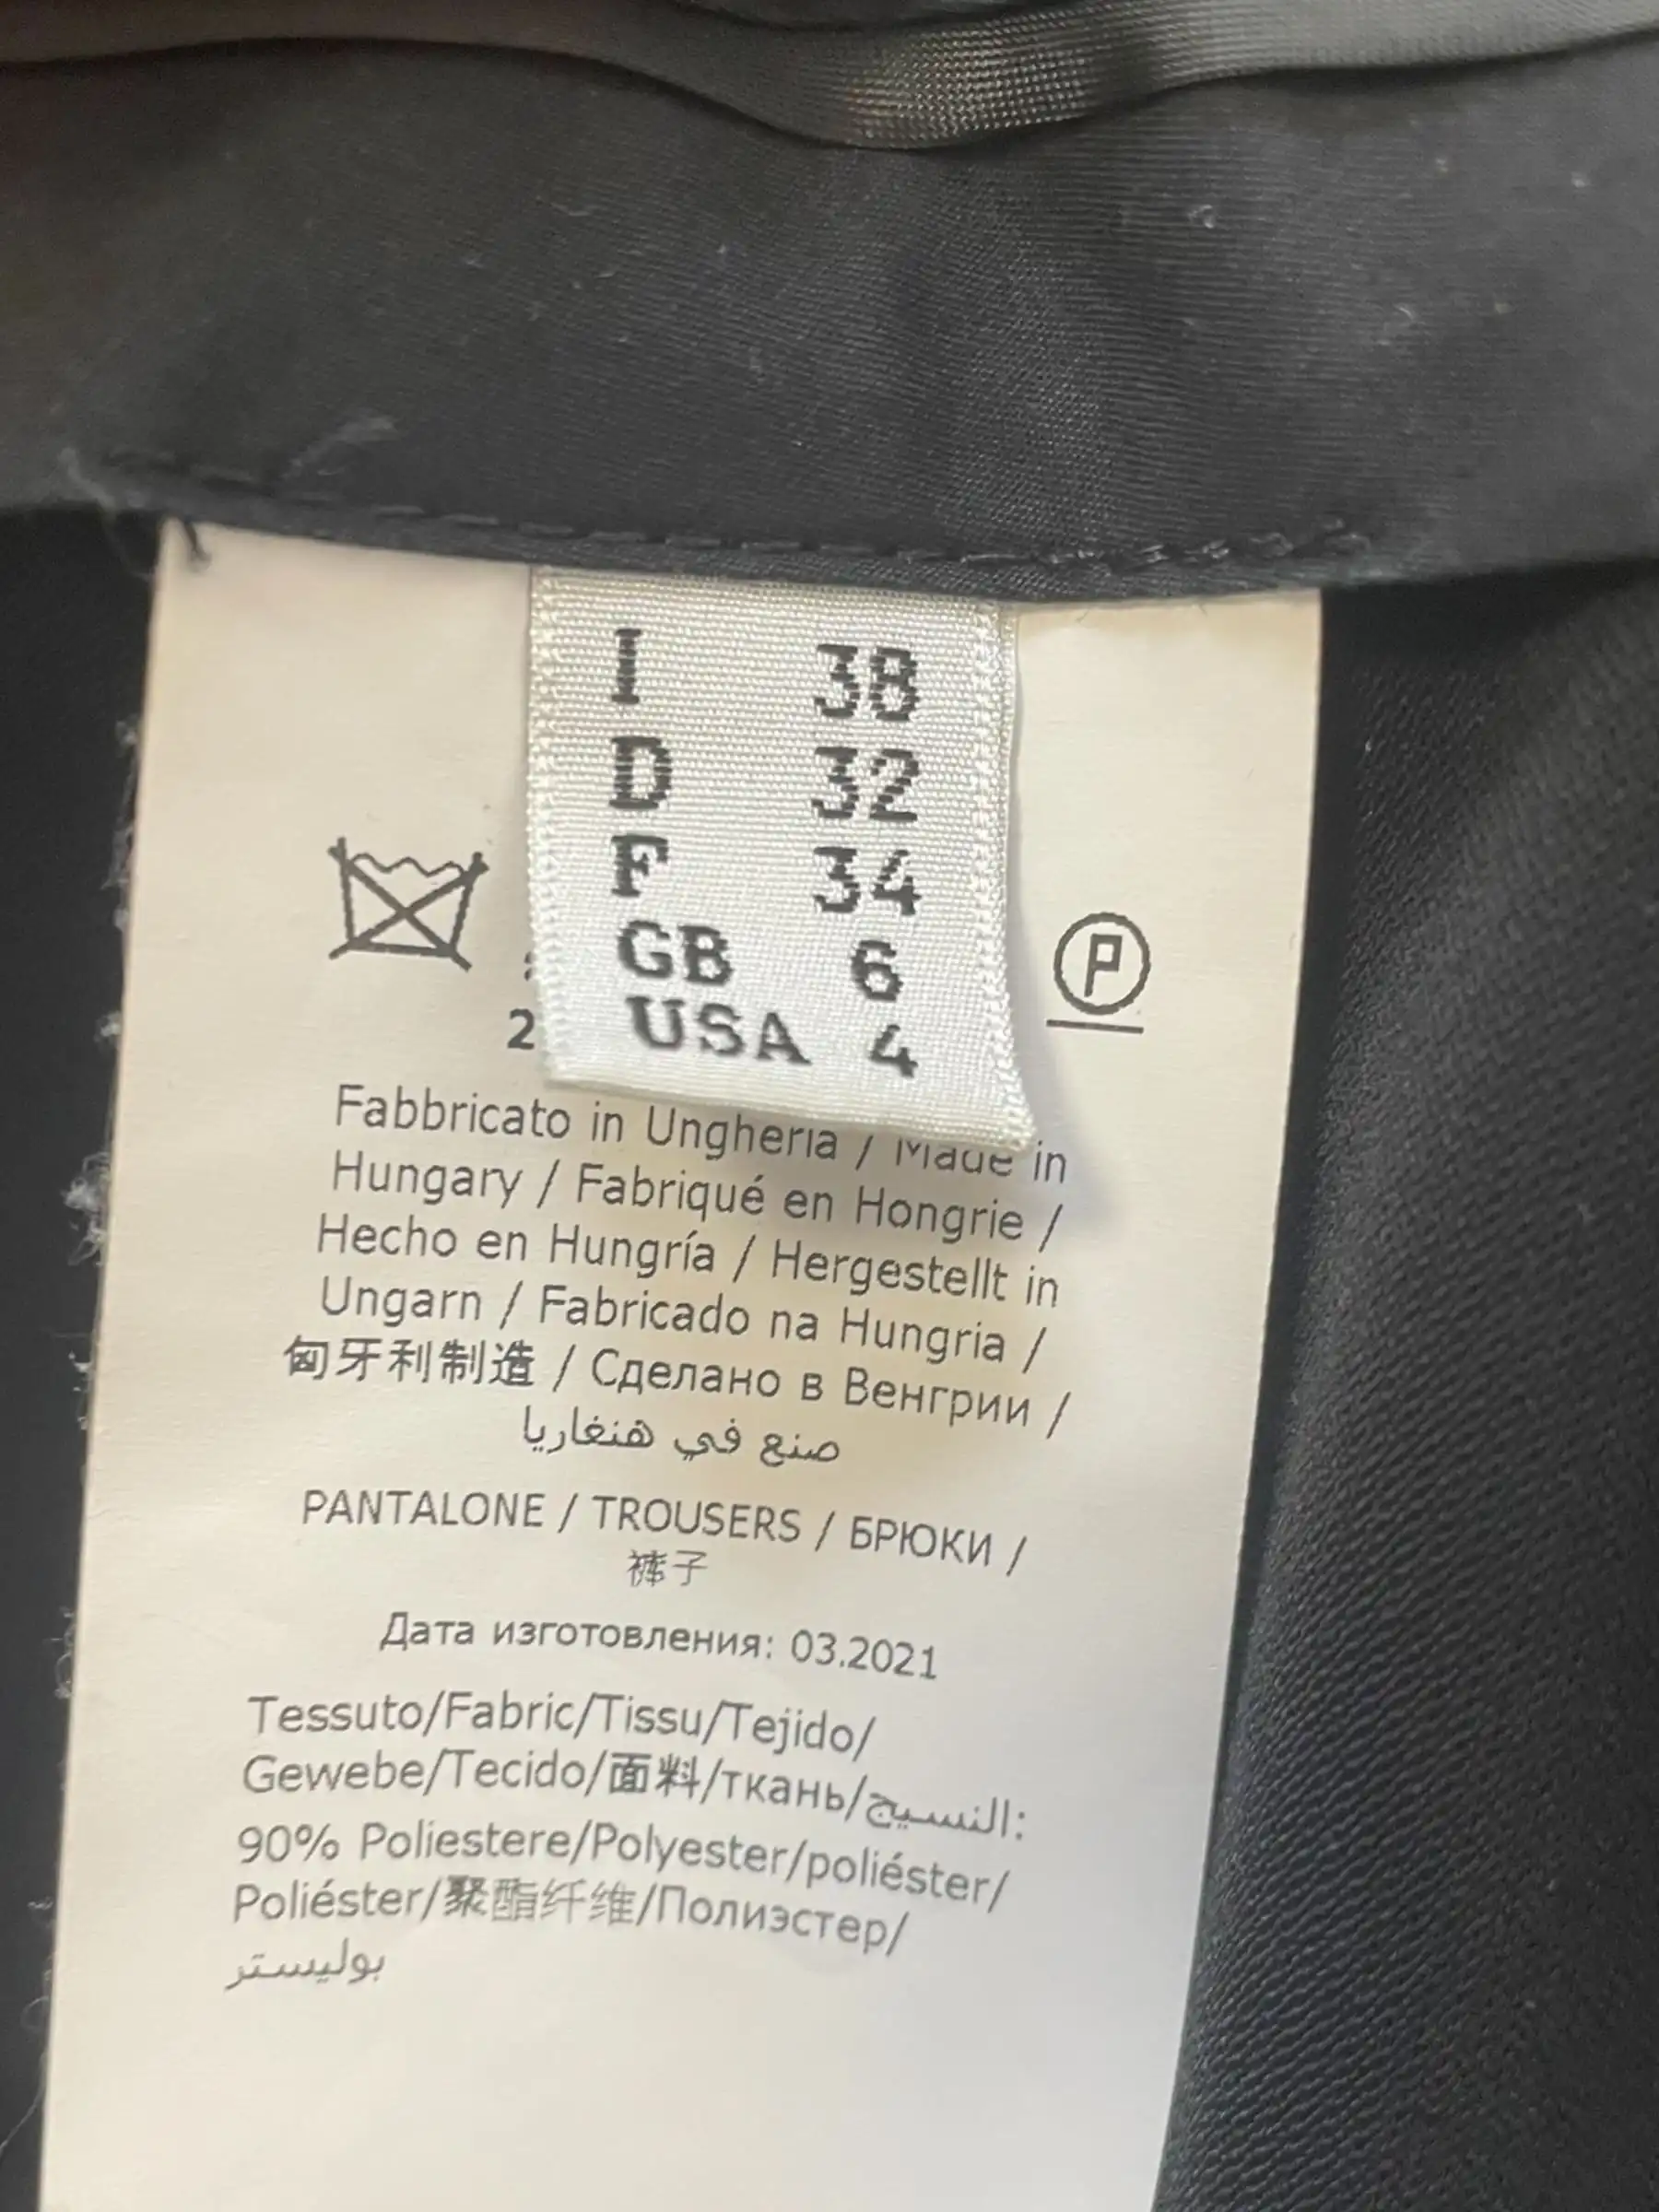 I 38
D 32
F 34
GB 6
USA 4
P
2
Fabbricato in Ungheria / Made in
Hungary / Fabriqué en Hongrie /
Hecho en Hungría / Hergestellt in
Ungarn / Fabricado na Hungria /
匈牙利制造 / Сделано в Венгрии /
صنع في هنغاريا
PANTALONE / TROUSERS / БРЮКИ /
裤子
Дата изготовления: 03.2021
Tessuto/Fabric/Tissu/Tejido/
Gewebe/Tecido/面料/ткань/النسيج:
90% Poliestere/Polyester/poliéster/
Poliéster/聚酯纤维/Полиэстер/
بوليستر